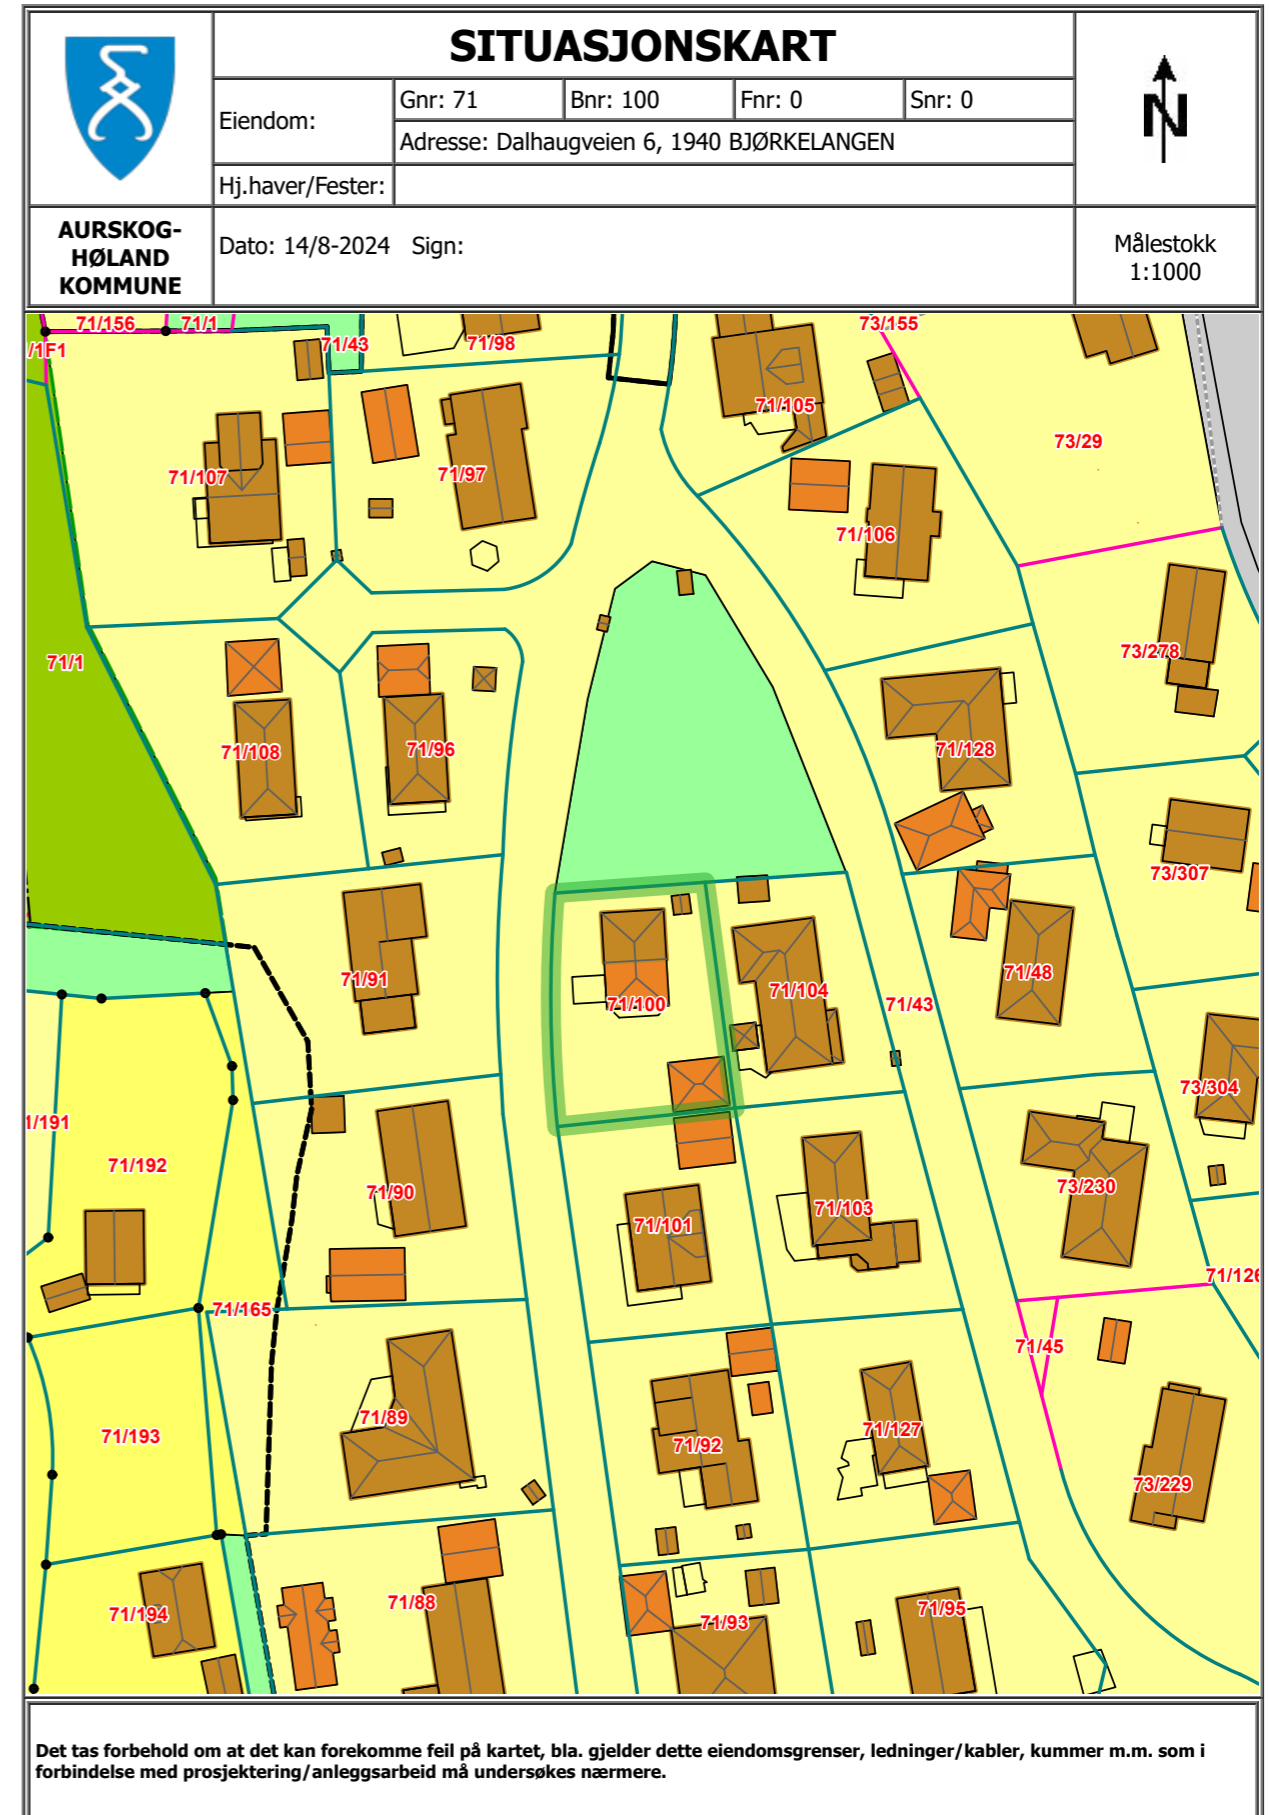 SITUASJONSKART
Eiendom:
Gnr: 71
Bnr: 100
Fnr: 0
Snr: 0
Adresse: Dalhaugveien 6, 1940 BJØRKELANGEN
Hj.haver/Fester:
N
AURSKOG-
HØLAND
KOMMUNE
Dato: 14/8-2024 Sign:
Målestokk
1:1000
71/156
71/1
71/43
71/98
73/155
/1F1
71/105
73/29
71/107
71/97
71/106
71/1
73/278
71/108
71/96
71/128
73/307
71/91
71/100
71/104
71/48
71/43
73/304
1/191
71/192
71/90
71/101
71/103
73/230
71/165
71/126
71/45
71/89
71/193
71/92
71/127
73/229
71/194
71/88
71/93
71/95
Det tas forbehold om at det kan forekomme feil på kartet, bla. gjelder dette eiendomsgrenser, ledninger/kabler, kummer m.m. som i
forbindelse med prosjektering/anleggsarbeid må undersøkes nærmere.